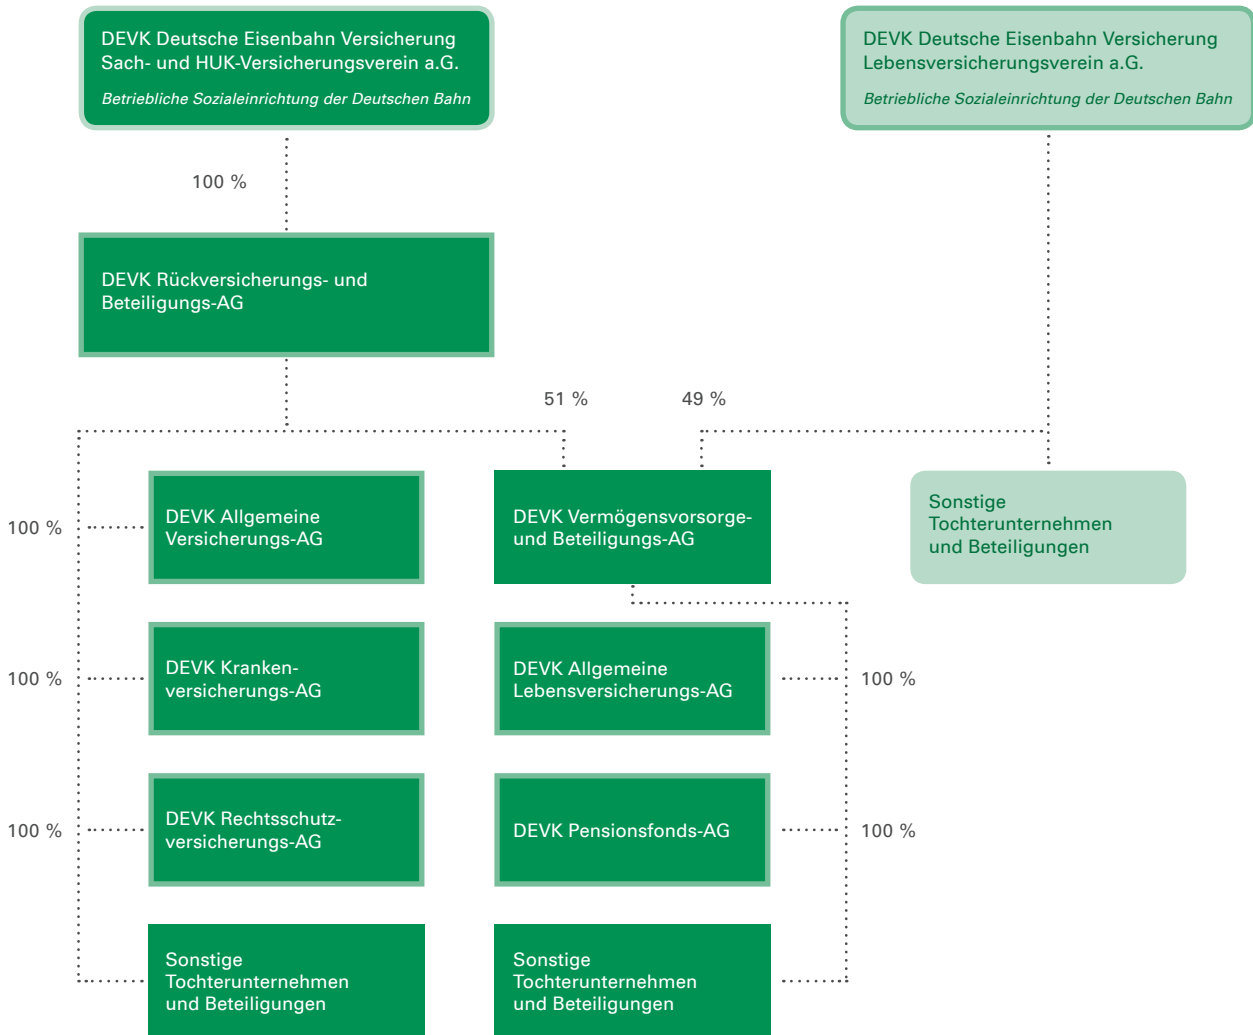 DEVK Deutsche Eisenbahn Versicherung
Sach- und HUK-Versicherungsverein a.G.
Betriebliche Sozialeinrichtung der Deutschen Bahn
DEVK Deutsche Eisenbahn Versicherung
Lebensversicherungsverein a.G.
Betriebliche Sozialeinrichtung der Deutschen Bahn
100 %
DEVK Rückversicherungs- und
Beteiligungs-AG
51 %
49 %
100 %
DEVK Allgemeine
Versicherungs-AG
DEVK Vermögensvorsorge-
und Beteiligungs-AG
Sonstige
Tochterunternehmen
und Beteiligungen
100 %
DEVK Kranken-
versicherungs-AG
DEVK Allgemeine
Lebensversicherungs-AG
100 %
100 %
DEVK Rechtsschutz-
versicherungs-AG
DEVK Pensionsfonds-AG
100 %
Sonstige
Tochterunternehmen
und Beteiligungen
Sonstige
Tochterunternehmen
und Beteiligungen